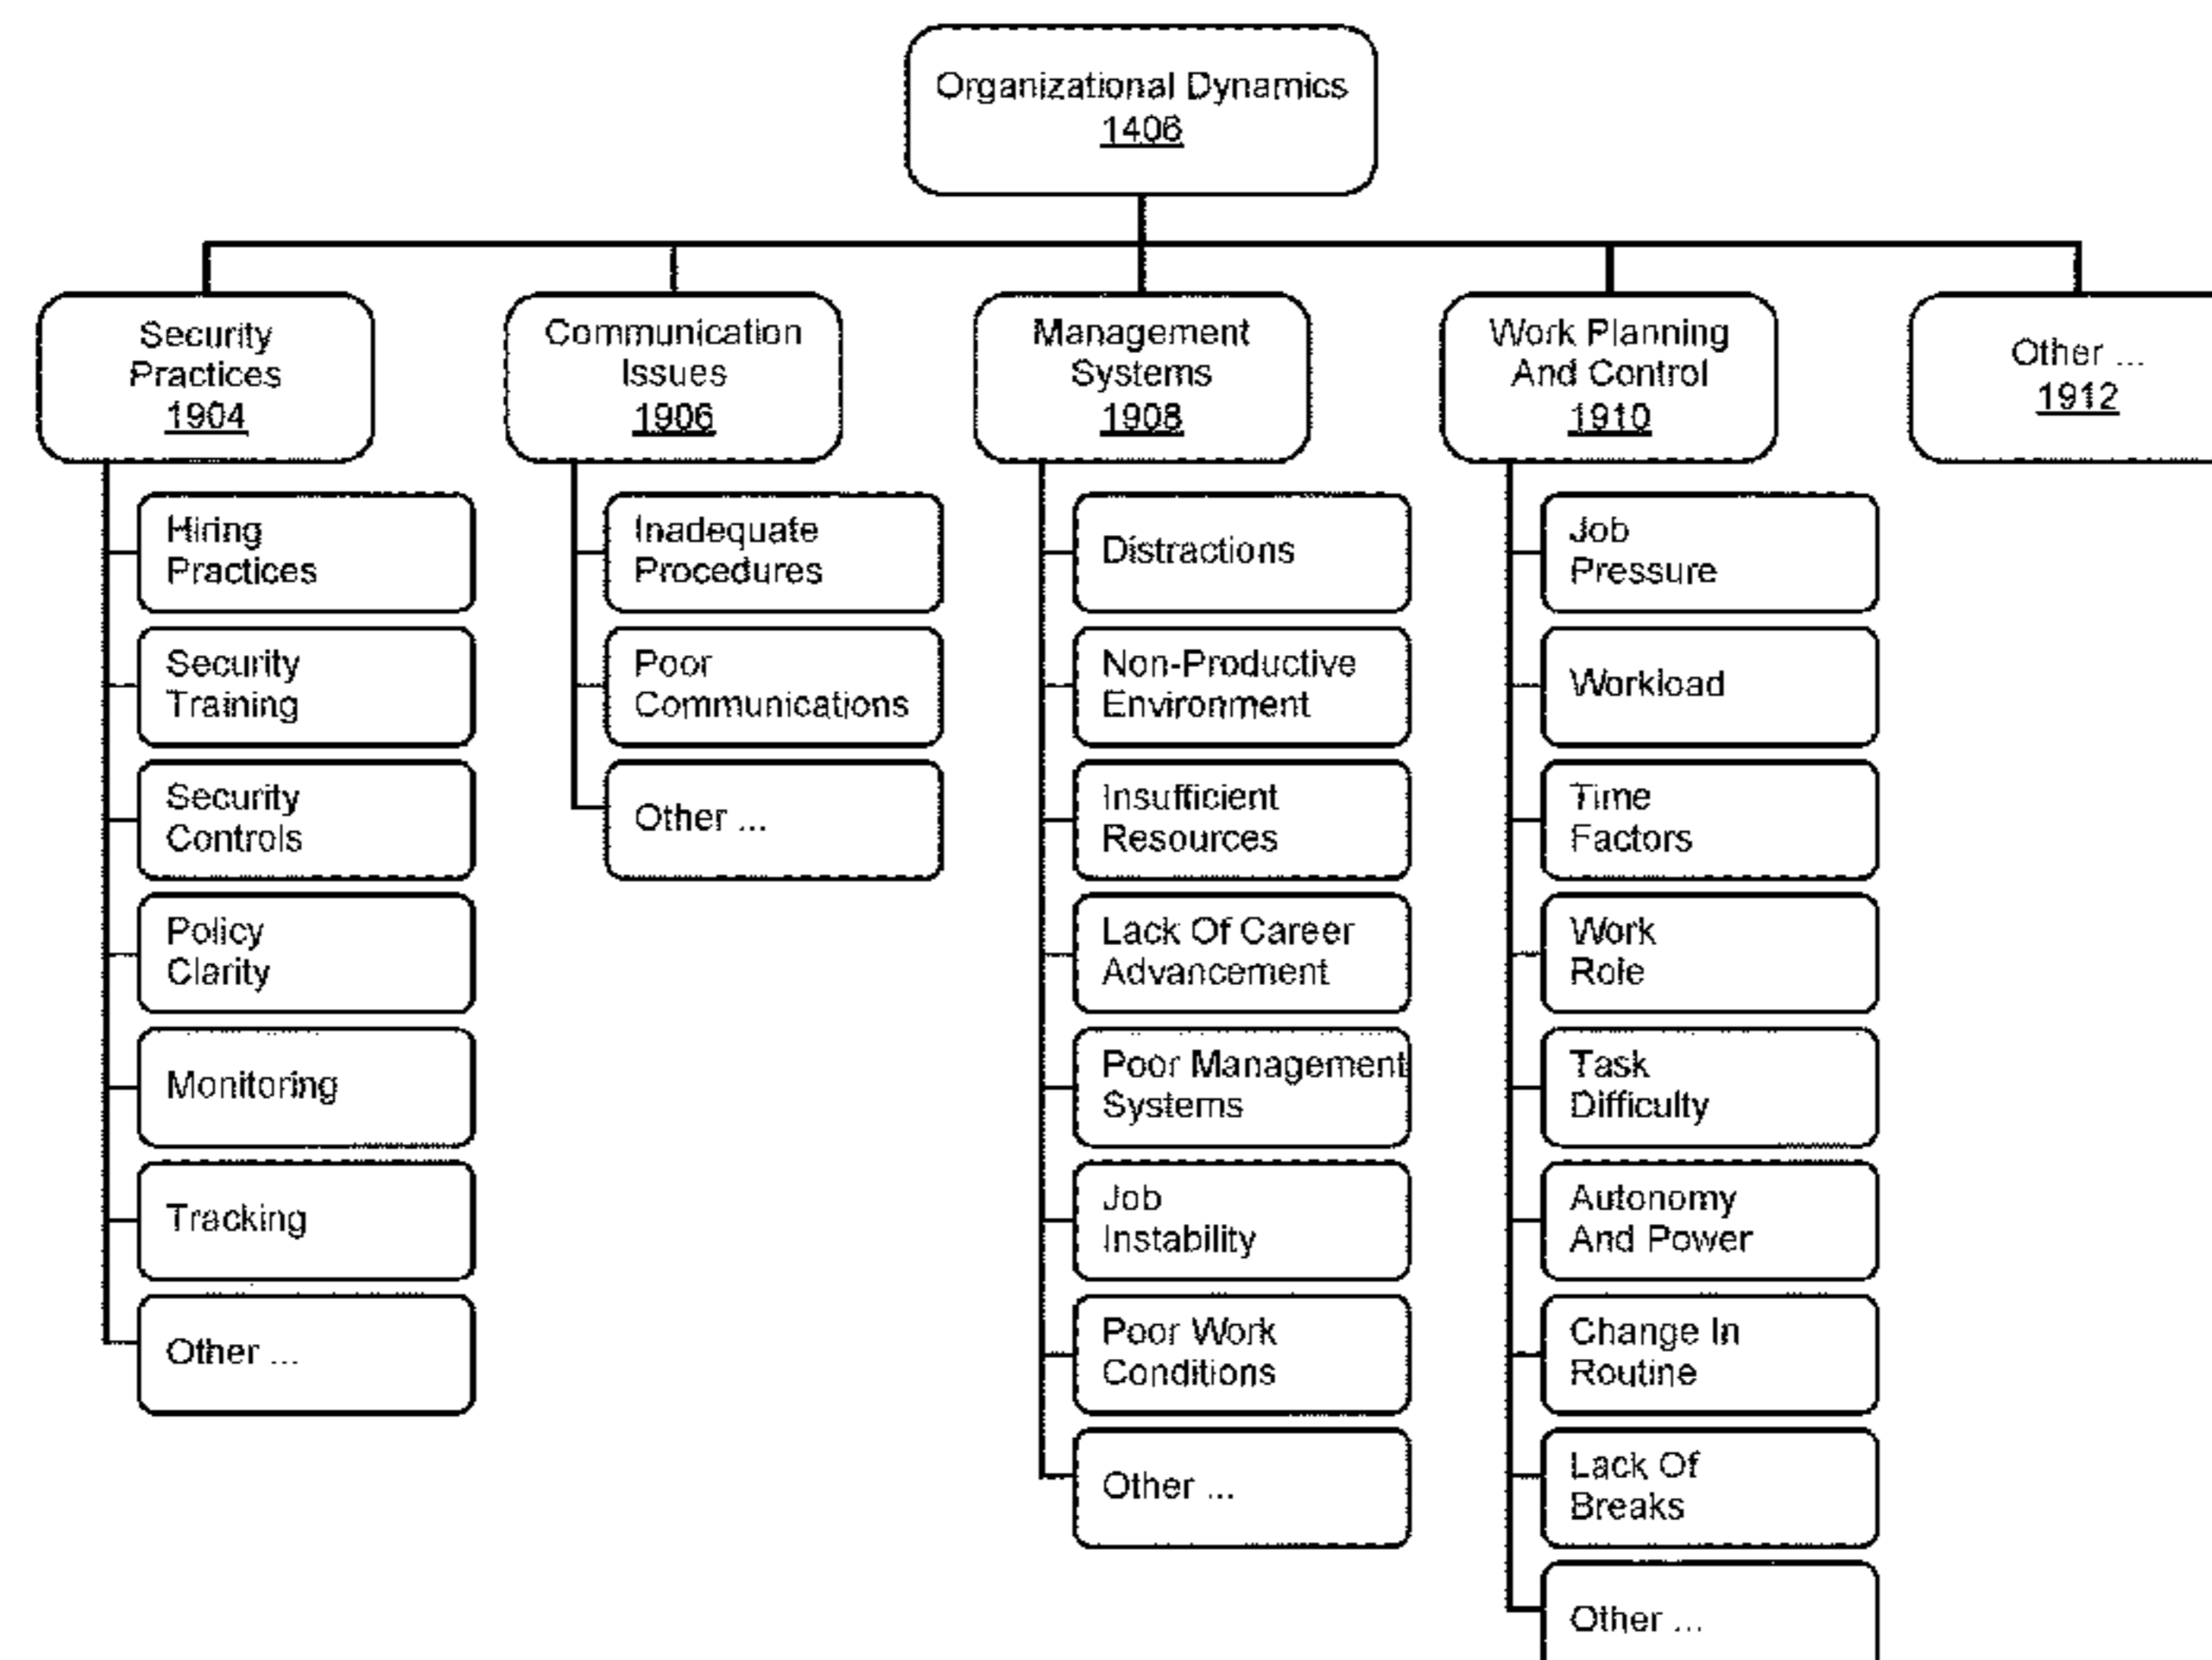 Organizational Dynamics
1406
Security
Practices
1904
Communication
Issues
1906
Management
Systems
1908
Work Planning
And Control
1910
Other ...
1912
Hiring
Practices
Security
Training
Security
Controls
Policy
Clarity
Monitoring
Tracking
Other ...
Inadequate
Procedures
Poor
Communications
Other ...
Distractions
Non-Productive
Environment
Insufficient
Resources
Lack Of Career
Advancement
Poor Management
Systems
Job
Instability
Poor Work
Conditions
Other ...
Job
Pressure
Workload
Time
Factors
Work
Role
Task
Difficulty
Autonomy
And Power
Change In
Routine
Lack Of
Breaks
Other ...